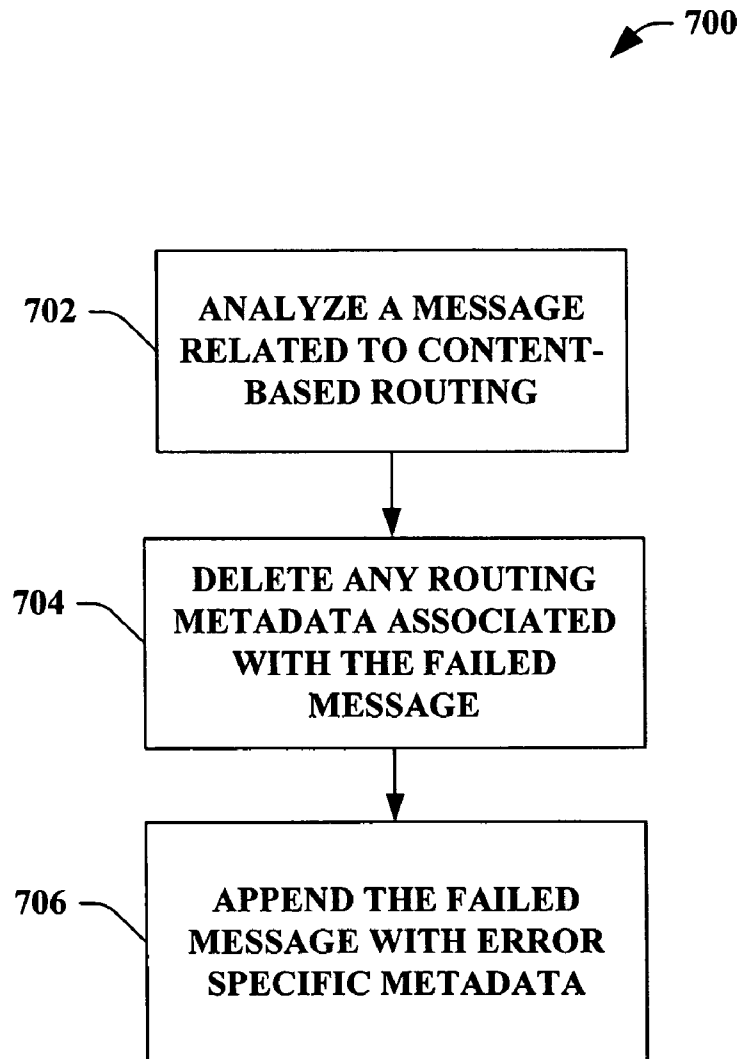 700
702
ANALYZE A MESSAGE
RELATED TO CONTENT-
BASED ROUTING
704
DELETE ANY ROUTING
METADATA ASSOCIATED
WITH THE FAILED
MESSAGE
706
APPEND THE FAILED
MESSAGE WITH ERROR
SPECIFIC METADATA